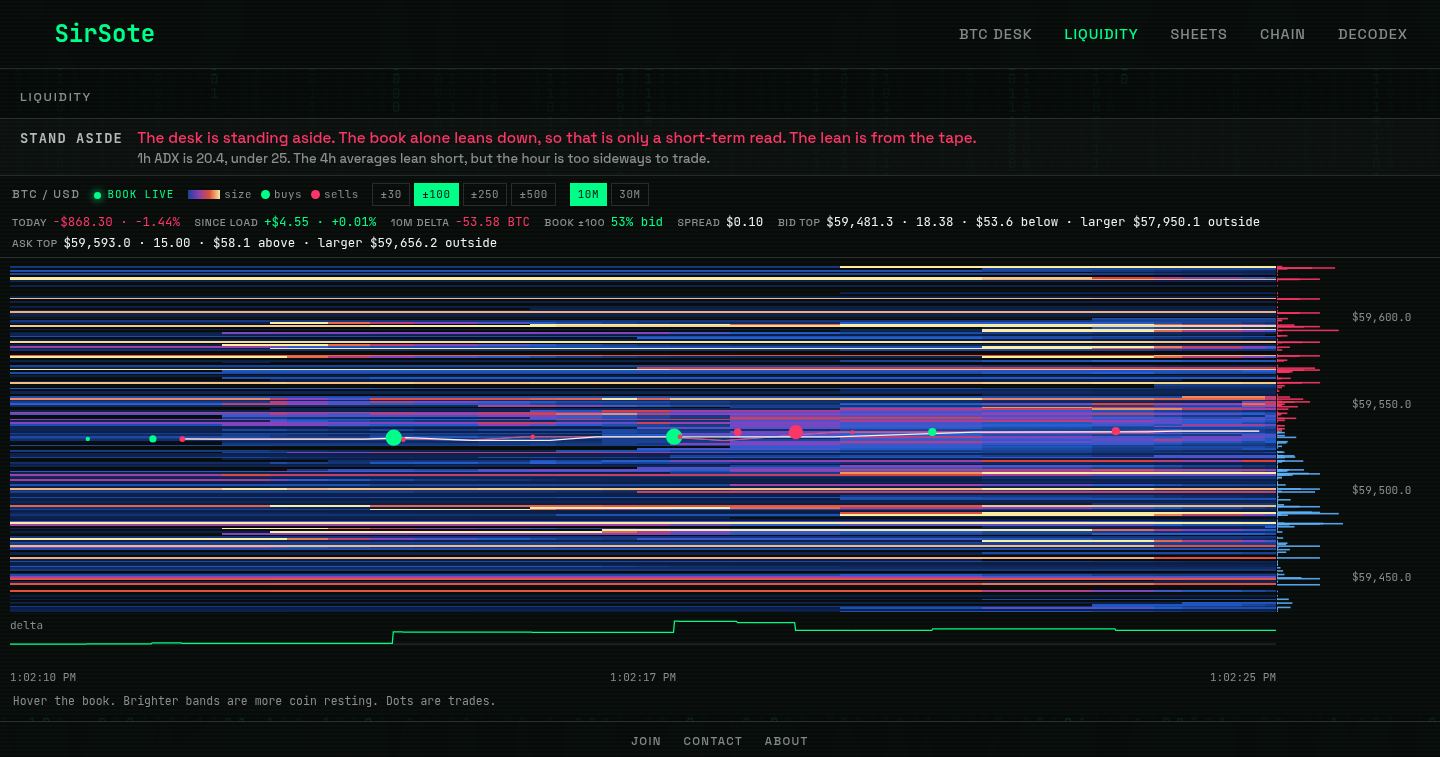 SirSote
BTC DESK LIQUIDITY SHEETS CHAIN DECODEX
LIQUIDITY
STAND ASIDE The desk is standing aside. The book alone leans down, so that is only a short-term read. The lean is from the tape.
1h ADX is 20.4, under 25. The 4h averages lean short, but the hour is too sideways to trade.
BTC / USD BOOK LIVE size buys sells ±30 ±100 ±250 ±500 10M 30M
TODAY -$868.30 · -1.44% SINCE LOAD +$4.55 · +0.01% 10M DELTA -53.58 BTC BOOK ±100 53% bid SPREAD $0.10 BID TOP $59,481.3 · 18.38 · $53.6 below · larger $57,950.1 outside
ASK TOP $59,593.0 · 15.00 · $58.1 above · larger $59,656.2 outside
$59,600.0
$59,550.0
$59,500.0
$59,450.0
delta
1:02:10 PM 1:02:17 PM 1:02:25 PM
Hover the book. Brighter bands are more coin resting. Dots are trades.
JOIN CONTACT ABOUT